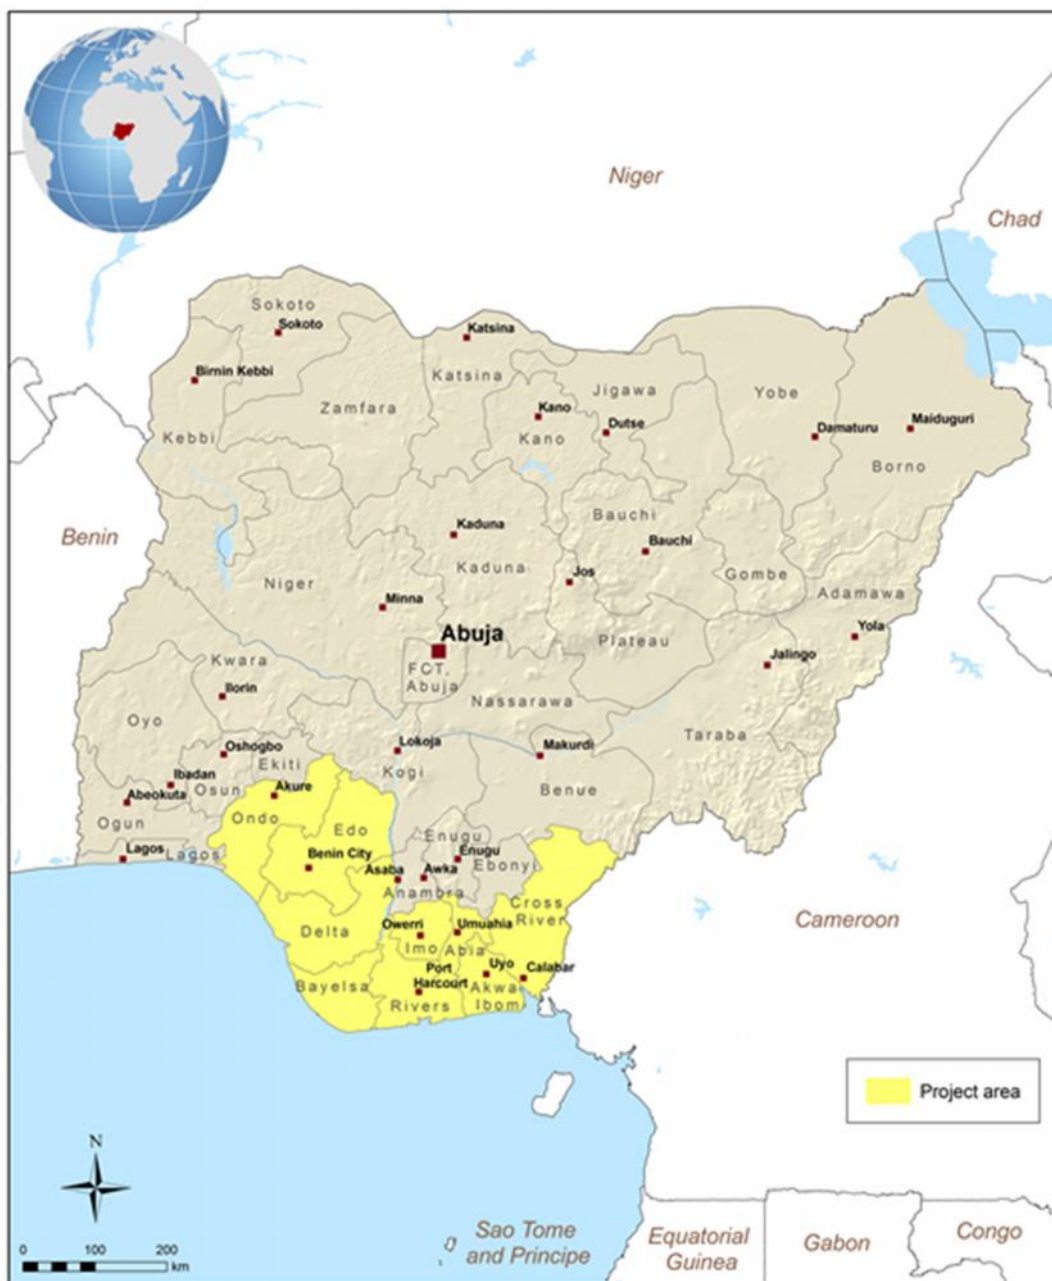 Niger
Chad
Sokoto
Sokoto
Katsina
Birnin Kebbi
Katsina
Jigawa
Yobe
Zamfara
Kano
Dutse
Maiduguri
Damaturu
Kebbi
Kano
Borno
Benin
Kaduna
Bauchi
Bauchi
Kaduna
Jos
Gombe
Niger
Adamawa
Minna
Abuja
Yola
Plateau
Kwara
Jalingo
FCT,
Abuja
Ilorin
Nassarawa
Oyo
Taraba
Oshogbo
Lokoja
Makurdi
Ekiti
Kogi
Ibadan
Osun
Akure
Benue
Abeokuta
Ogun
Ondo
Edo
Enugu
Lagos
Lagos
Benin City
Enugu
Ebonyi
Asaba
Awka
Anambra
Cross
River
Cameroon
Delta
Owerri
Umuahia
Imo
Abia
Port
Harcourt
Uyo
Calabar
Bayelsa
Akwa
Ibom
Rivers
Project area
N
Sao Tome
and Principe
Equatorial
Guinea
Gabon
Congo
0 100 200
km